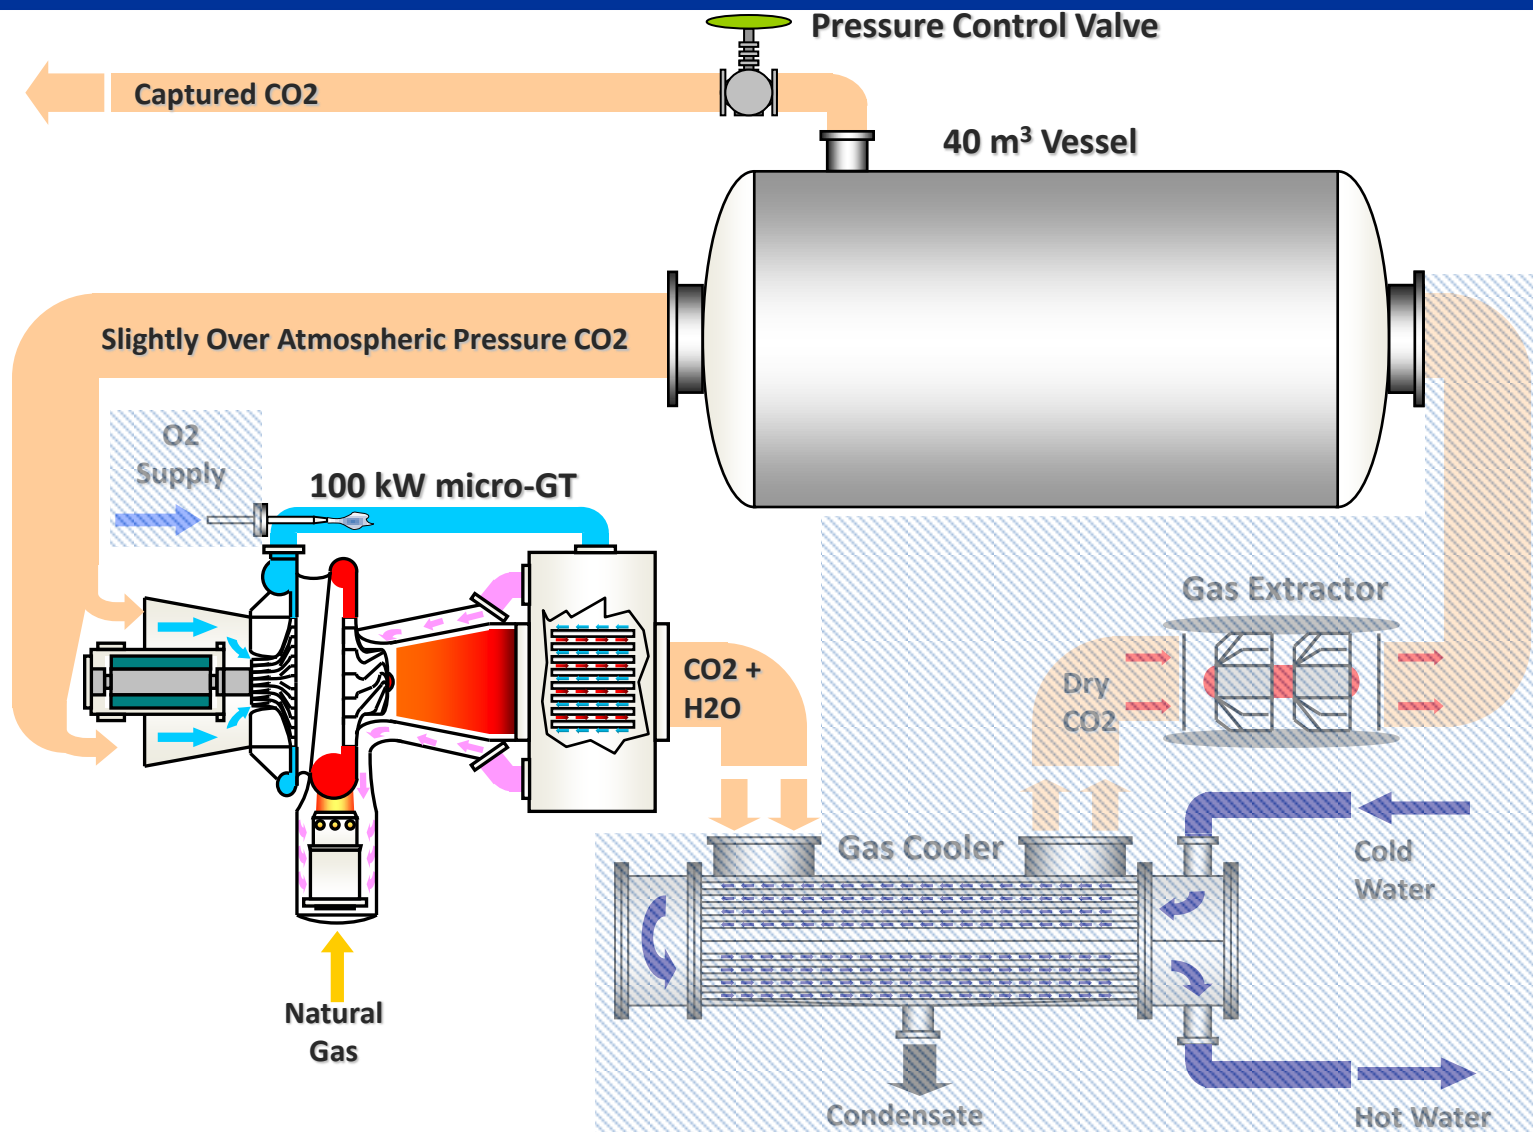 Pressure Control Valve
Captured CO2
40 m³ Vessel
Slightly Over Atmospheric Pressure CO2
O2
Supply
100 kW micro-GT
Gas Extractor
CO2 +
H2O
Dry
CO2
Gas Cooler
Cold
Water
Natural
Gas
Condensate
Hot Water